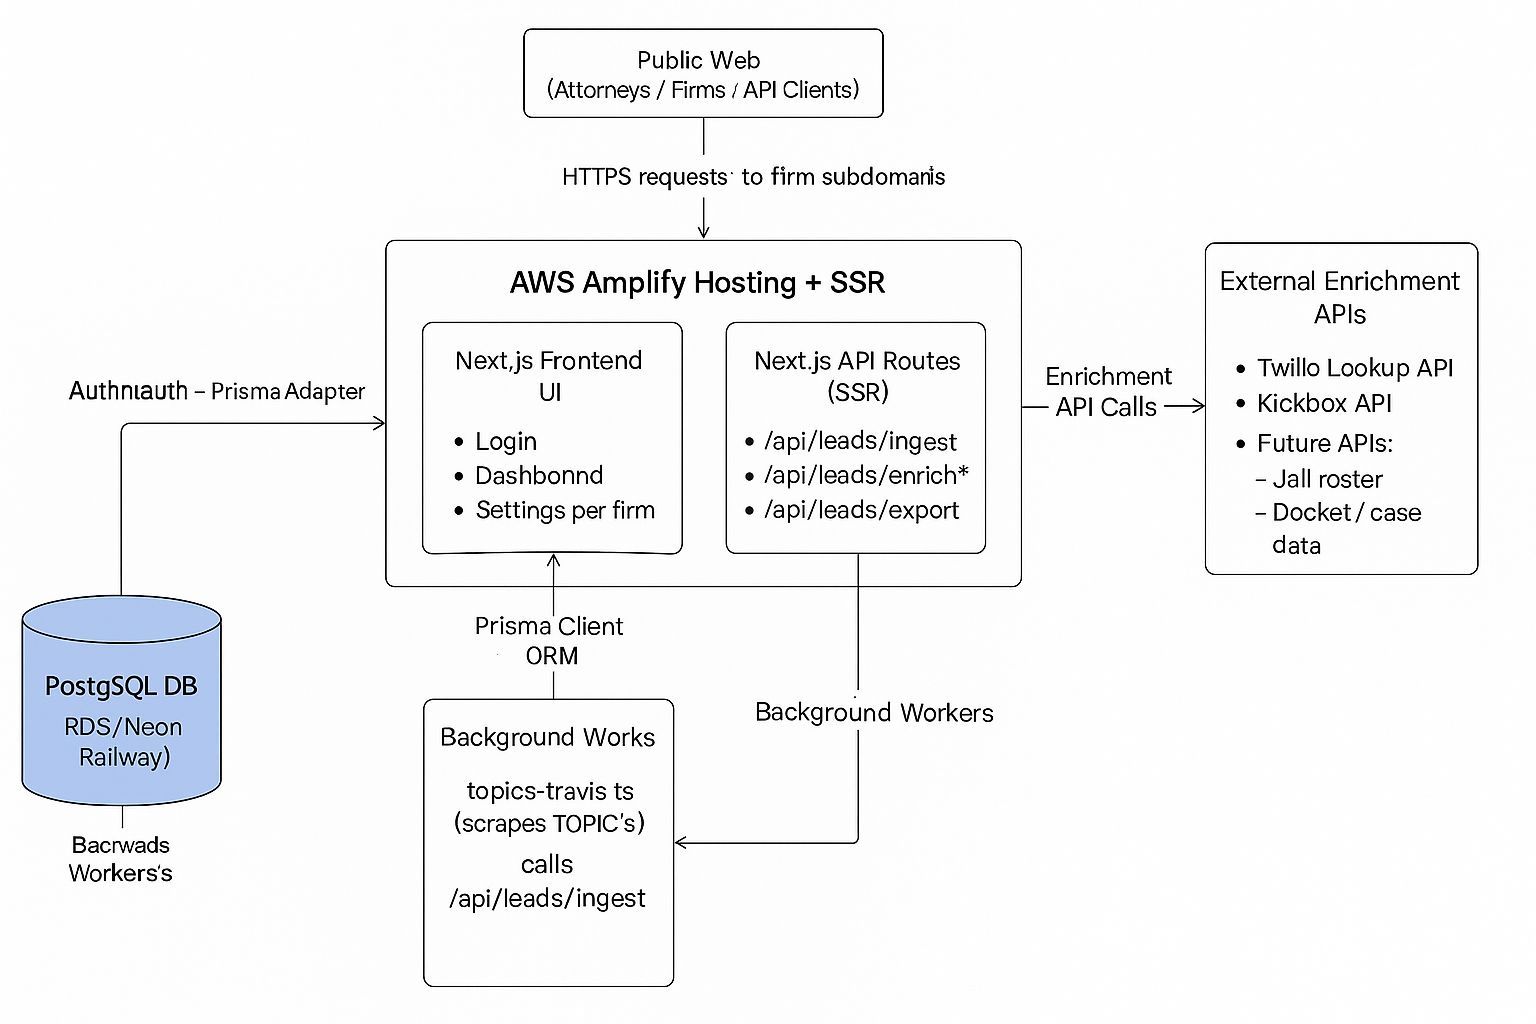 Public Web
(Attorneys / Firms / API Clients)
HTTPS requests to firm subdomanis
AWS Amplify Hosting + SSR
Next,js Frontend
UI
• Login
• Dashbonnd
• Settings per firm
Next.js API Routes
(SSR)
• /api/leads/ingest
• /api/leads/enrich*
• /api/leads/export
Enrichment
API Calls
External Enrichment
APIs
• Twillo Lookup API
• Kickbox API
• Future APIs:
– Jall roster
– Docket / case
data
Authnıauth – Prisma Adapter
PostgSQL DB
RDS/Neon
Railway)
Bacrwads
Workers's
Prisma Client
ORM
Background Works
topics-travis ts
(scrapes TOPIC's)
calls
/api/leads/ingest
Background Workers